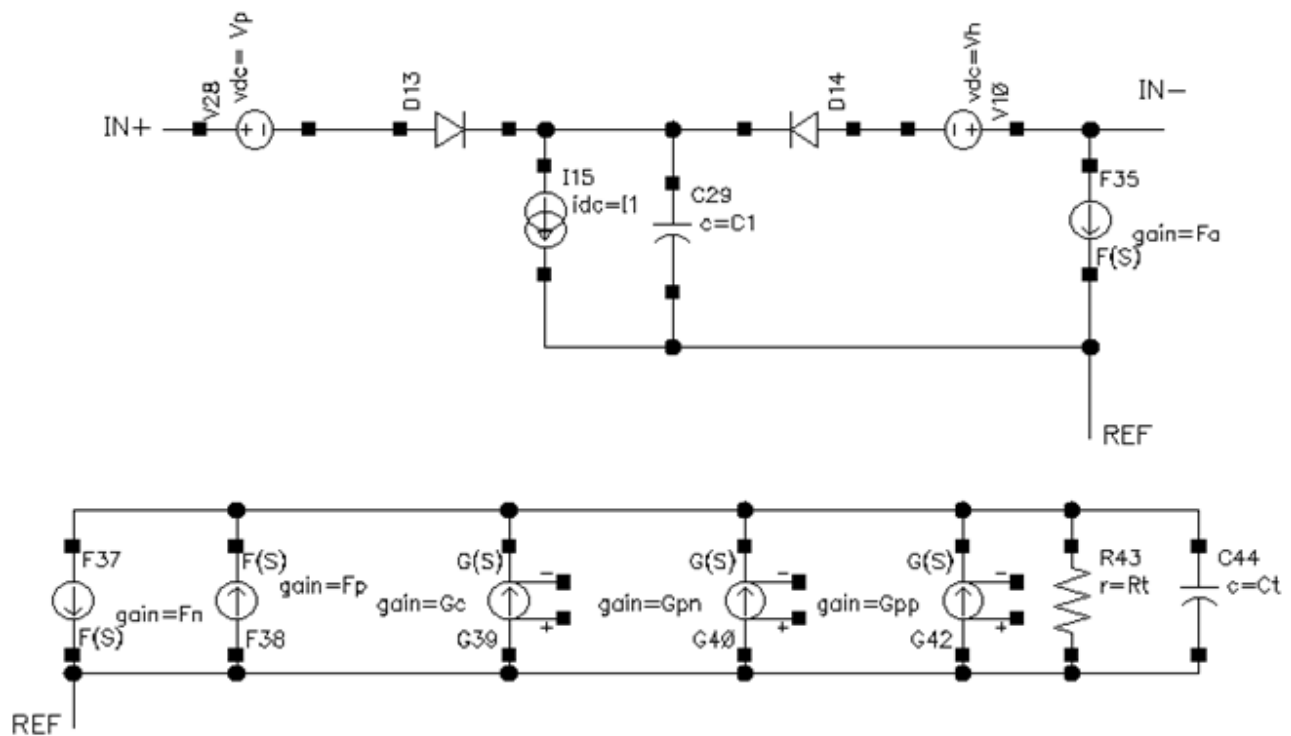 V28
vdc= Vp
D13
D14
vdc=Vh
V10
IN+
IN-
I15
idc=I1
C29
c=C1
F35
gain=Fa
F(S)
REF
F37
F(S)
gain=Fn
F(S)
gain=Fp
F38
G(S)
gain=Gc
G39
- +
G(S)
gain=Gpn
G40
- +
G(S)
gain=Gpp
G42
- +
R43
r=Rt
C44
c=Ct
REF